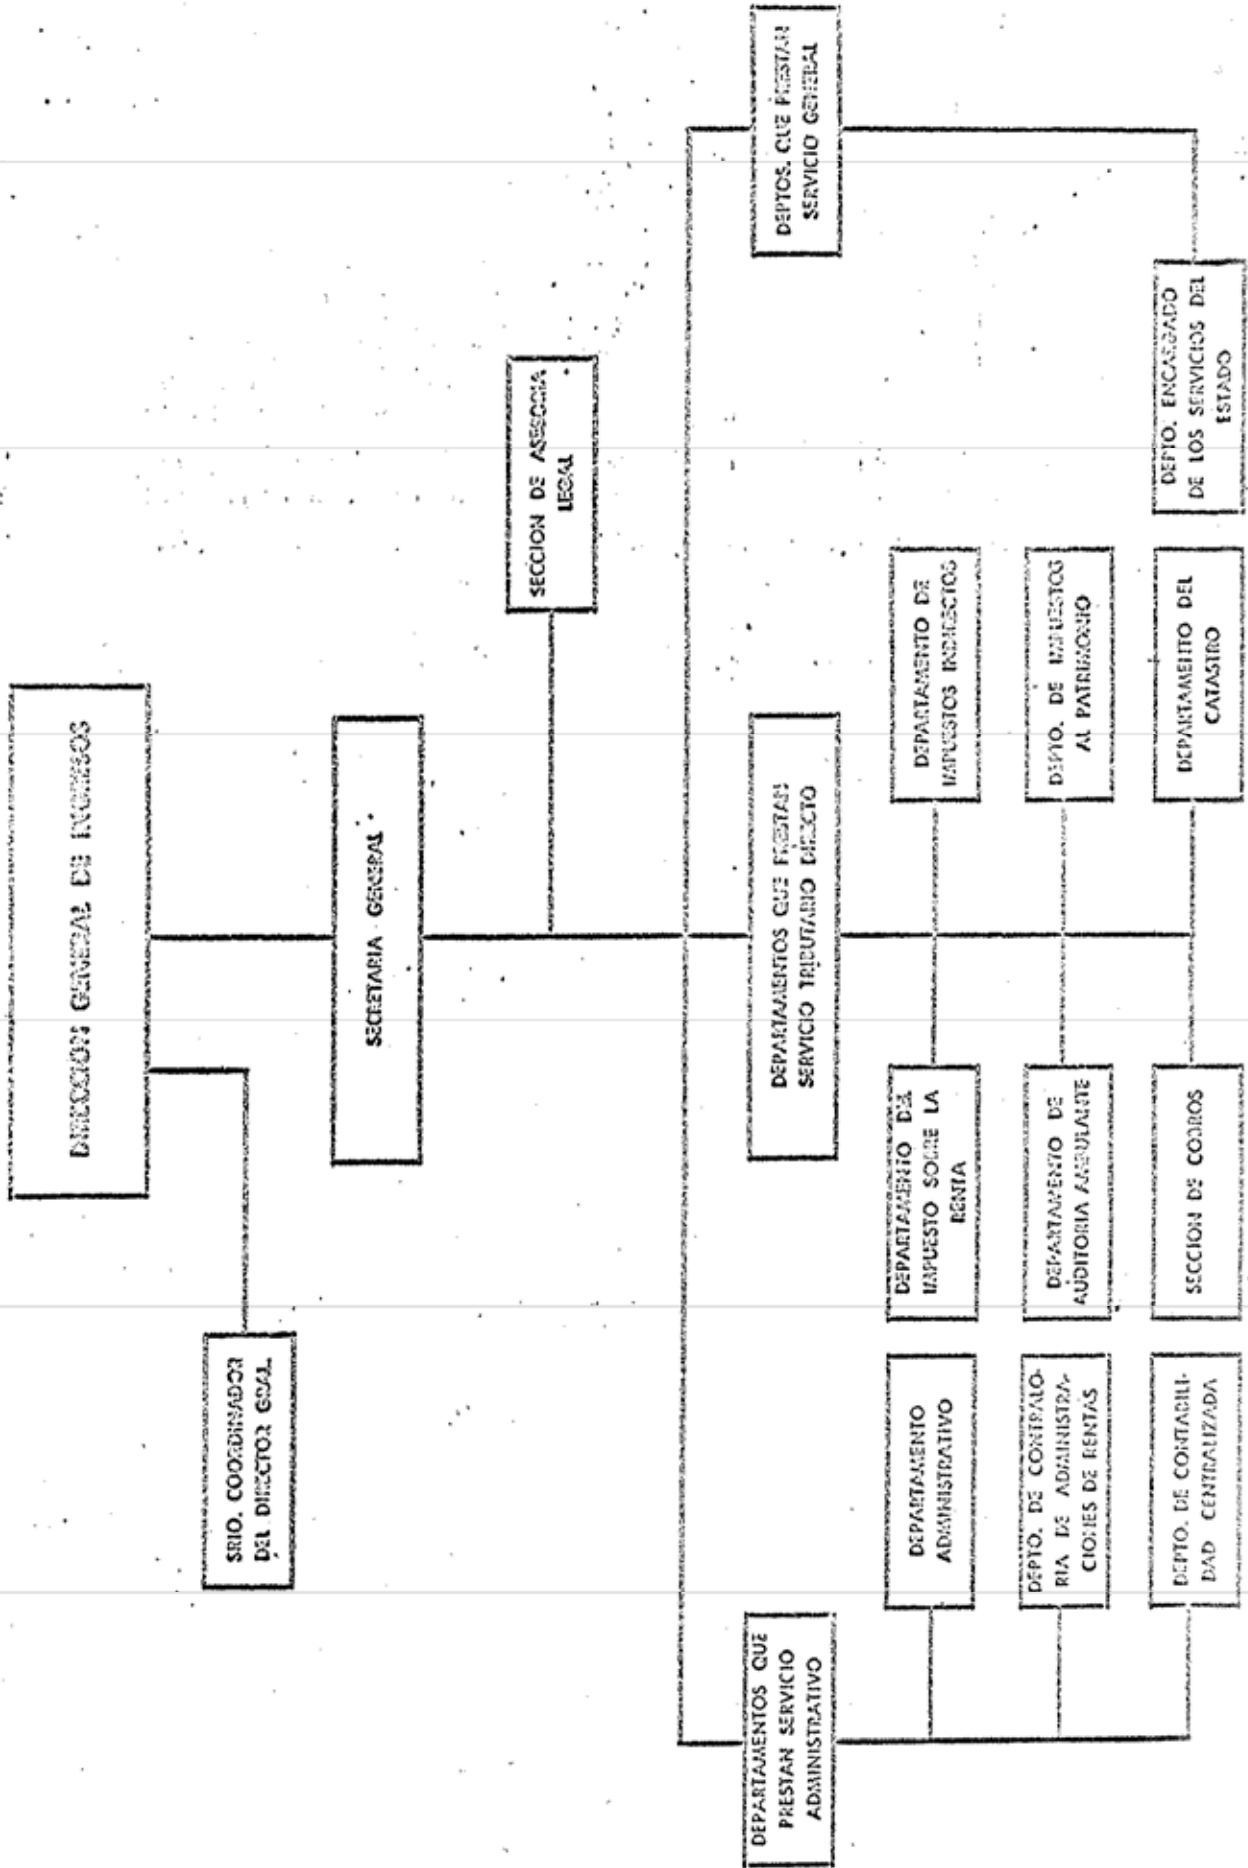 DIRECCION GENERAL DE INGRESOS
SRIO. COORDINADOR
DEL DIRECTOR GRAL.
SECRETARIA GENERAL
SECCION DE ASESORIA
LEGAL
DEPARTAMENTOS QUE
PRESTAN SERVICIO
ADMINISTRATIVO
DEPARTAMENTOS QUE PRESTAN
SERVICIO TRIBUTARIO DIRECTO
DEPTOS. QUE PRESTAN
SERVICIO GENERAL
DEPARTAMENTO
ADMINISTRATIVO
DEPARTAMENTO DEL
IMPUESTO SOBRE LA
RENTA
DEPARTAMENTO DE
IMPUESTOS INDIRECTOS
DEPTO. DE CONTRALO-
RIA DE ADMINISTRA-
CIONES DE RENTAS
DEPARTAMENTO DE
AUDITORIA AMBULANTE
DEPTO. DE IMPUESTOS
AL PATRIMONIO
DEPTO. DE CONTABILI-
DAD CENTRALIZADA
SECCION DE COBROS
DEPARTAMENTO DEL
CATASTRO
DEPTO. ENCARGADO
DE LOS SERVICIOS DEL
ESTADO